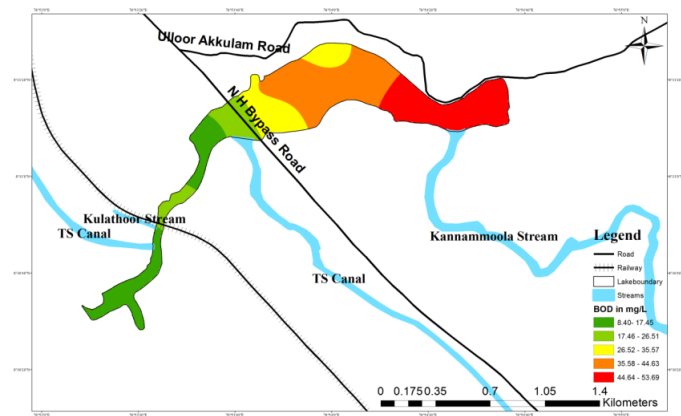 N
Ulloor Akkulam Road
N H Bypass Road
Kulathoor Stream
TS Canal
Kannammoola Stream
TS Canal
Legend
Road
Railway
Lakeboundary
Streams
BOD in mg/L
8.40- 17.45
17.46 - 26.51
26.52 - 35.57
35.58 - 44.63
44.64 - 53.69
0 0.175 0.35 0.7 1.05 1.4
Kilometers